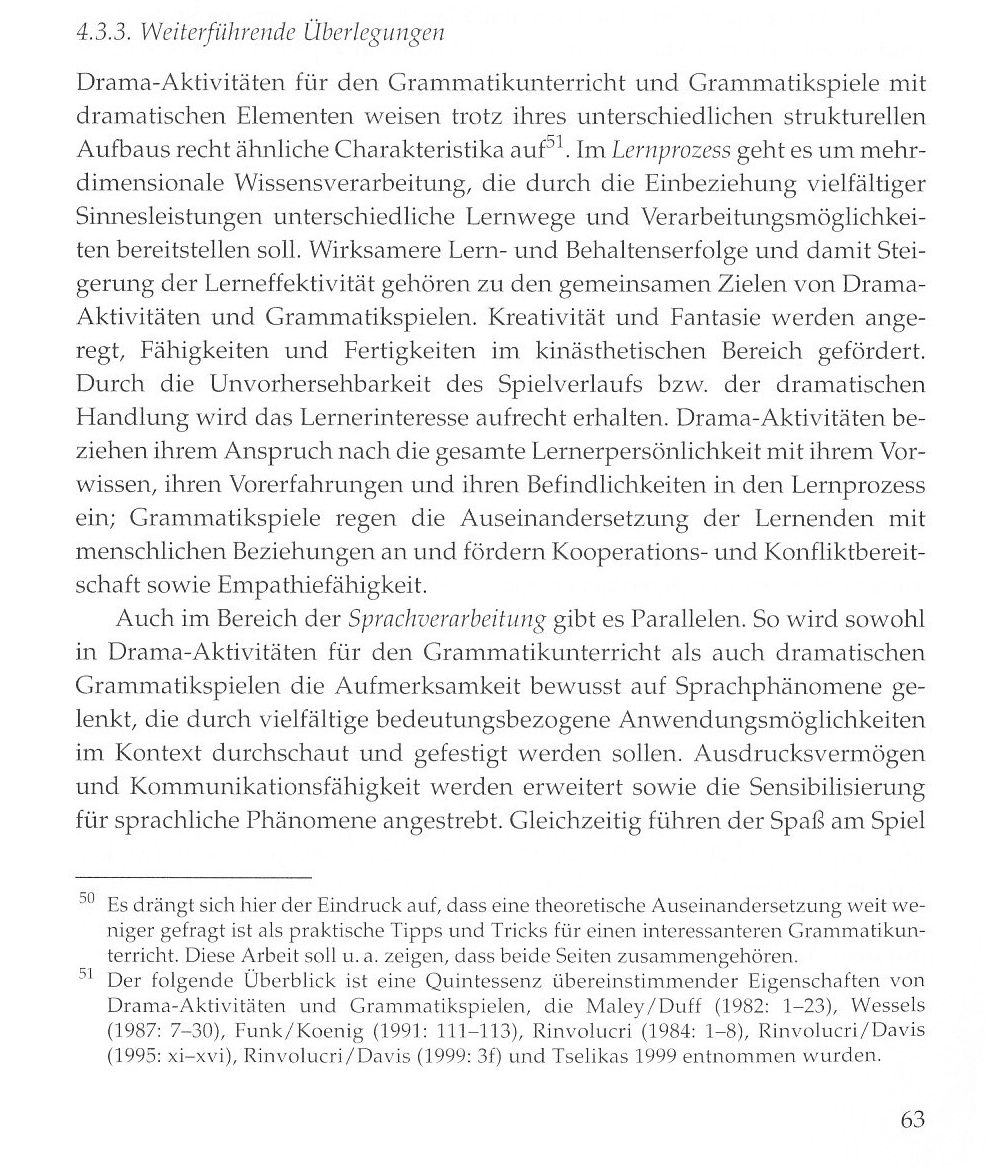 4.3.3. Weiterführende Überlegungen
Drama-Aktivitäten für den Grammatikunterricht und Grammatikspiele mit
dramatischen Elementen weisen trotz ihres unterschiedlichen strukturellen
Aufbaus recht ähnliche Charakteristika auf51. Im Lernprozess geht es um mehr-
dimensionale Wissensverarbeitung, die durch die Einbeziehung vielfältiger
Sinnesleistungen unterschiedliche Lernwege und Verarbeitungsmöglichkei-
ten bereitstellen soll. Wirksamere Lern- und Behaltenserfolge und damit Stei-
gerung der Lerneffektivität gehören zu den gemeinsamen Zielen von Drama-
Aktivitäten und Grammatikspielen. Kreativität und Fantasie werden ange-
regt, Fähigkeiten und Fertigkeiten im kinästhetischen Bereich gefördert.
Durch die Unvorhersehbarkeit des Spielverlaufs bzw. der dramatischen
Handlung wird das Lernerinteresse aufrecht erhalten. Drama-Aktivitäten be-
ziehen ihrem Anspruch nach die gesamte Lernerpersönlichkeit mit ihrem Vor-
wissen, ihren Vorerfahrungen und ihren Befindlichkeiten in den Lernprozess
ein; Grammatikspiele regen die Auseinandersetzung der Lernenden mit
menschlichen Beziehungen an und fördern Kooperations- und Konfliktbereit-
schaft sowie Empathiefähigkeit.
Auch im Bereich der Sprachverarbeitung gibt es Parallelen. So wird sowohl
in Drama-Aktivitäten für den Grammatikunterricht als auch dramatischen
Grammatikspielen die Aufmerksamkeit bewusst auf Sprachphänomene ge-
lenkt, die durch vielfältige bedeutungsbezogene Anwendungsmöglichkeiten
im Kontext durchschaut und gefestigt werden sollen. Ausdrucksvermögen
und Kommunikationsfähigkeit werden erweitert sowie die Sensibilisierung
für sprachliche Phänomene angestrebt. Gleichzeitig führen der Spaß am Spiel
50 Es drängt sich hier der Eindruck auf, dass eine theoretische Auseinandersetzung weit we-
niger gefragt ist als praktische Tipps und Tricks für einen interessanteren Grammatikun-
terricht. Diese Arbeit soll u. a. zeigen, dass beide Seiten zusammengehören.
51 Der folgende Überblick ist eine Quintessenz übereinstimmender Eigenschaften von
Drama-Aktivitäten und Grammatikspielen, die Maley/Duff (1982: 1–23), Wessels
(1987: 7–30), Funk/Koenig (1991: 111–113), Rinvolucri (1984: 1–8), Rinvolucri/Davis
(1995: xi–xvi), Rinvolucri/Davis (1999: 3f) und Tselikas 1999 entnommen wurden.
63